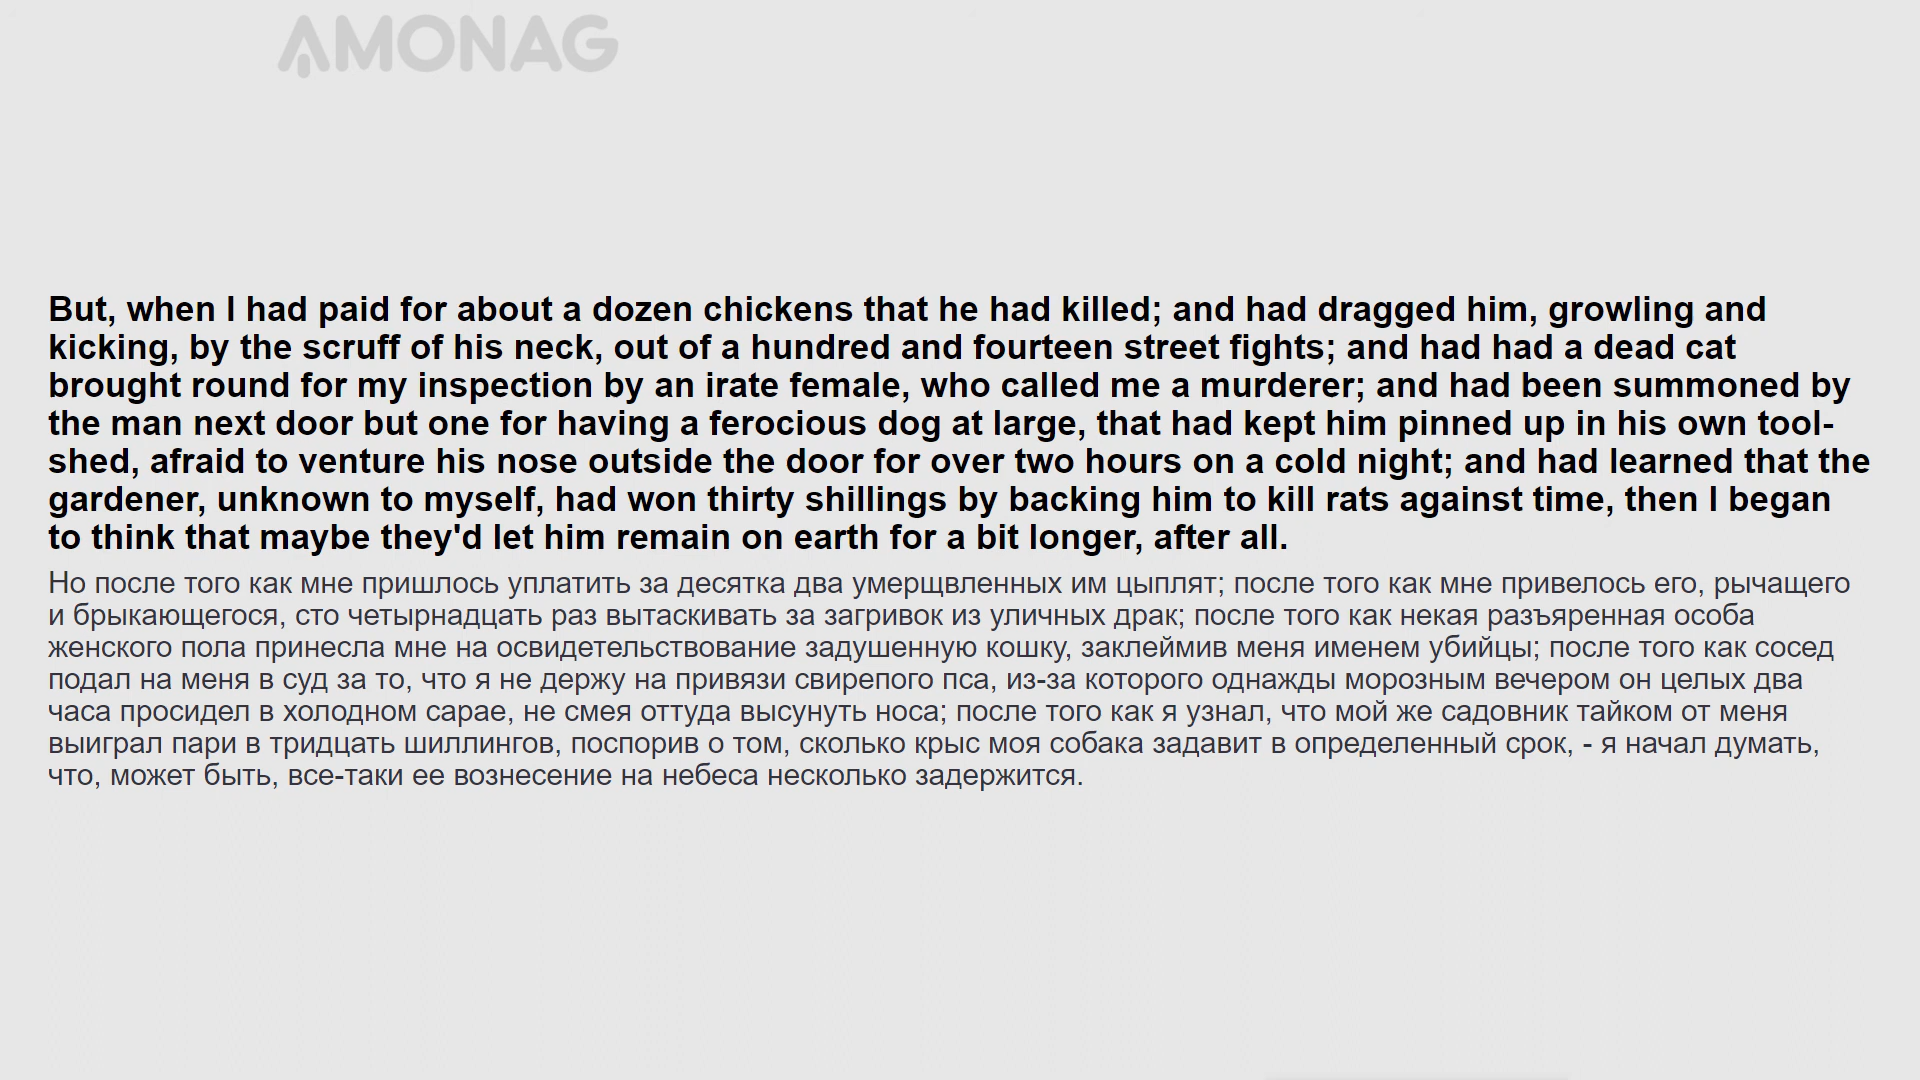 AMONAG
But, when I had paid for about a dozen chickens that he had killed; and had dragged him, growling and
kicking, by the scruff of his neck, out of a hundred and fourteen street fights; and had had a dead cat
brought round for my inspection by an irate female, who called me a murderer; and had been summoned by
the man next door but one for having a ferocious dog at large, that had kept him pinned up in his own tool-
shed, afraid to venture his nose outside the door for over two hours on a cold night; and had learned that the
gardener, unknown to myself, had won thirty shillings by backing him to kill rats against time, then I began
to think that maybe they'd let him remain on earth for a bit longer, after all.
Но после того как мне пришлось уплатить за десятка два умерщвленных им цыплят; после того как мне привелось его, рычащего
и брыкающегося, сто четырнадцать раз вытаскивать за загривок из уличных драк; после того как некая разъяренная особа
женского пола принесла мне на освидетельствование задушенную кошку, заклеймив меня именем убийцы; после того как сосед
подал на меня в суд за то, что я не держу на привязи свирепого пса, из-за которого однажды морозным вечером он целых два
часа просидел в холодном сарае, не смея оттуда высунуть носа; после того как я узнал, что мой же садовник тайком от меня
выиграл пари в тридцать шиллингов, поспорив о том, сколько крыс моя собака задавит в определенный срок, - я начал думать,
что, может быть, все-таки ее вознесение на небеса несколько задержится.